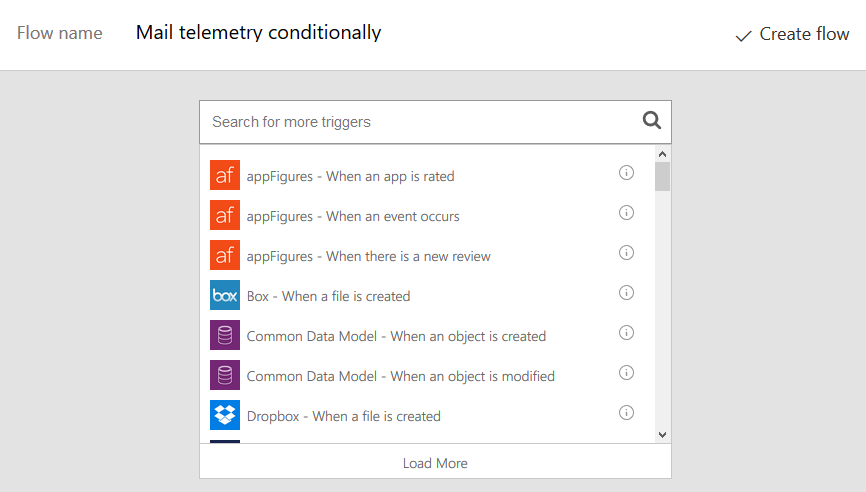 Flow name Mail telemetry conditionally Create flow
Search for more triggers
af appFigures - When an app is rated
af appFigures - When an event occurs
af appFigures - When there is a new review
box Box - When a file is created
Common Data Model - When an object is created
Common Data Model - When an object is modified
Dropbox - When a file is created
Load More